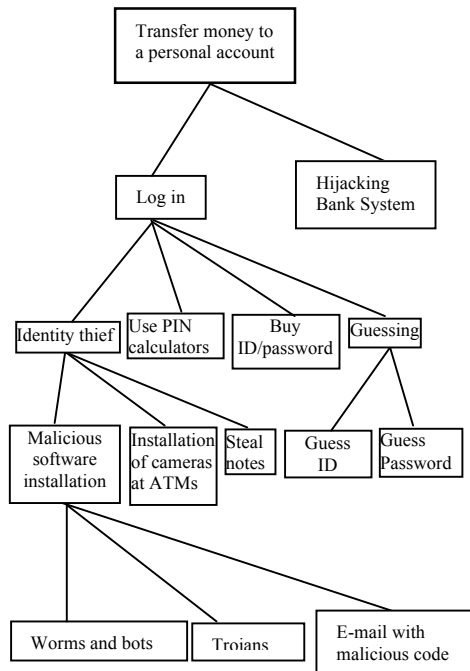 Transfer money to
a personal account
Log in
Hijacking
Bank System
Identity thief
Use PIN
calculators
Buy
ID/password
Guessing
Malicious
software
installation
Installation
of cameras
at ATMs
Steal
notes
Guess
ID
Guess
Password
Worms and bots
Trojans
E-mail with
malicious code